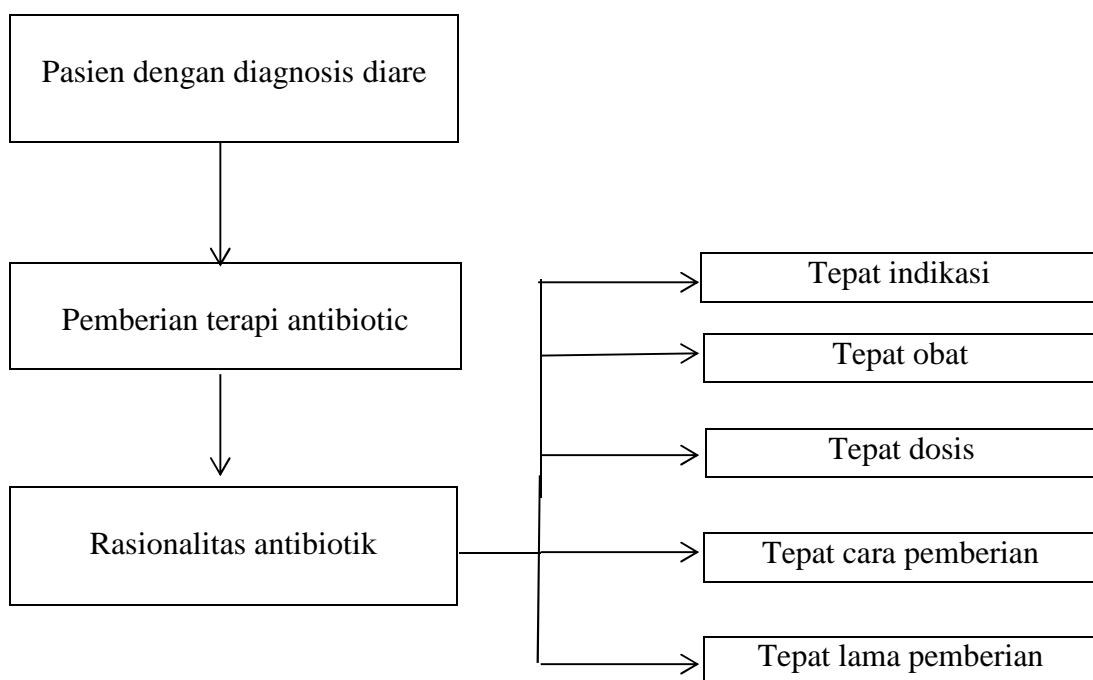 Pasien dengan diagnosis diare
Pemberian terapi antibiotic
Rasionalitas antibiotik
Tepat indikasi
Tepat obat
Tepat dosis
Tepat cara pemberian
Tepat lama pemberian